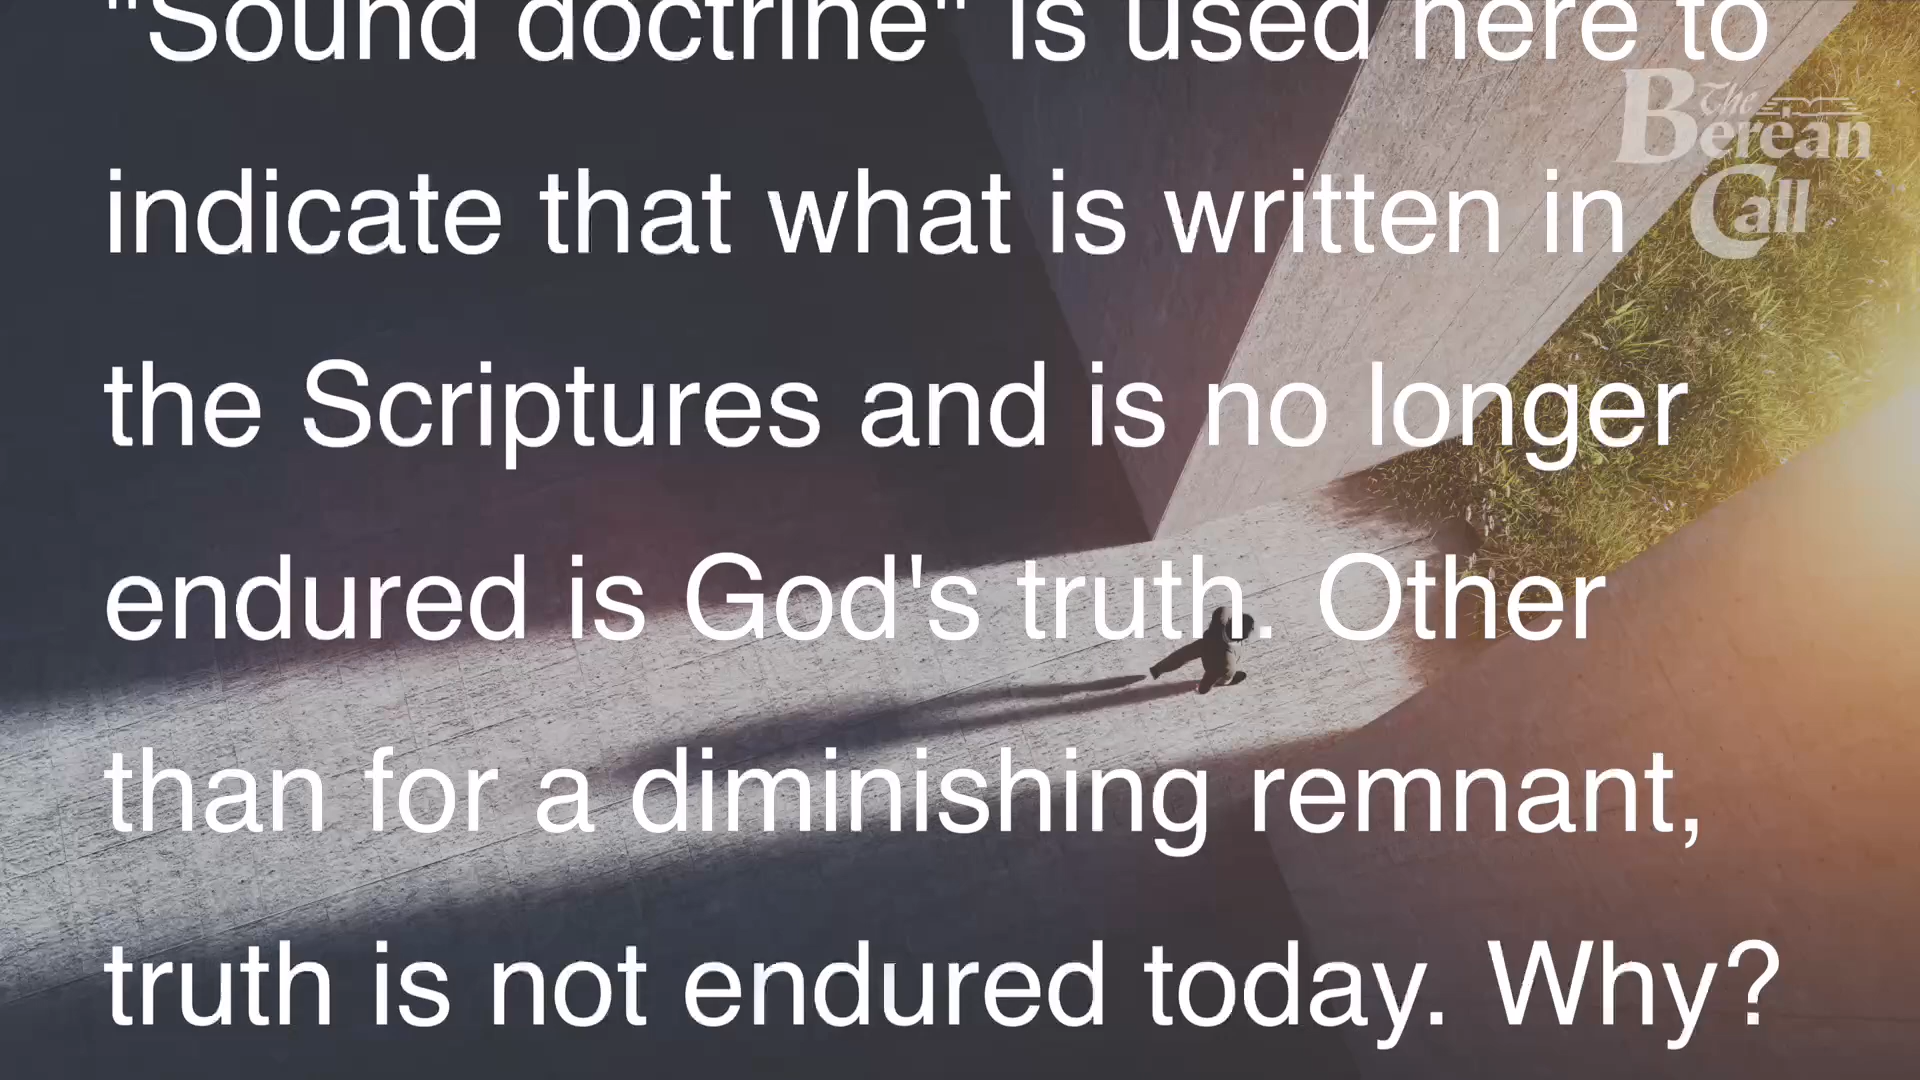 "Sound doctrine" is used here to
The
Berean
Call
indicate that what is written in
the Scriptures and is no longer
endured is God's truth. Other
than for a diminishing remnant,
truth is not endured today. Why?